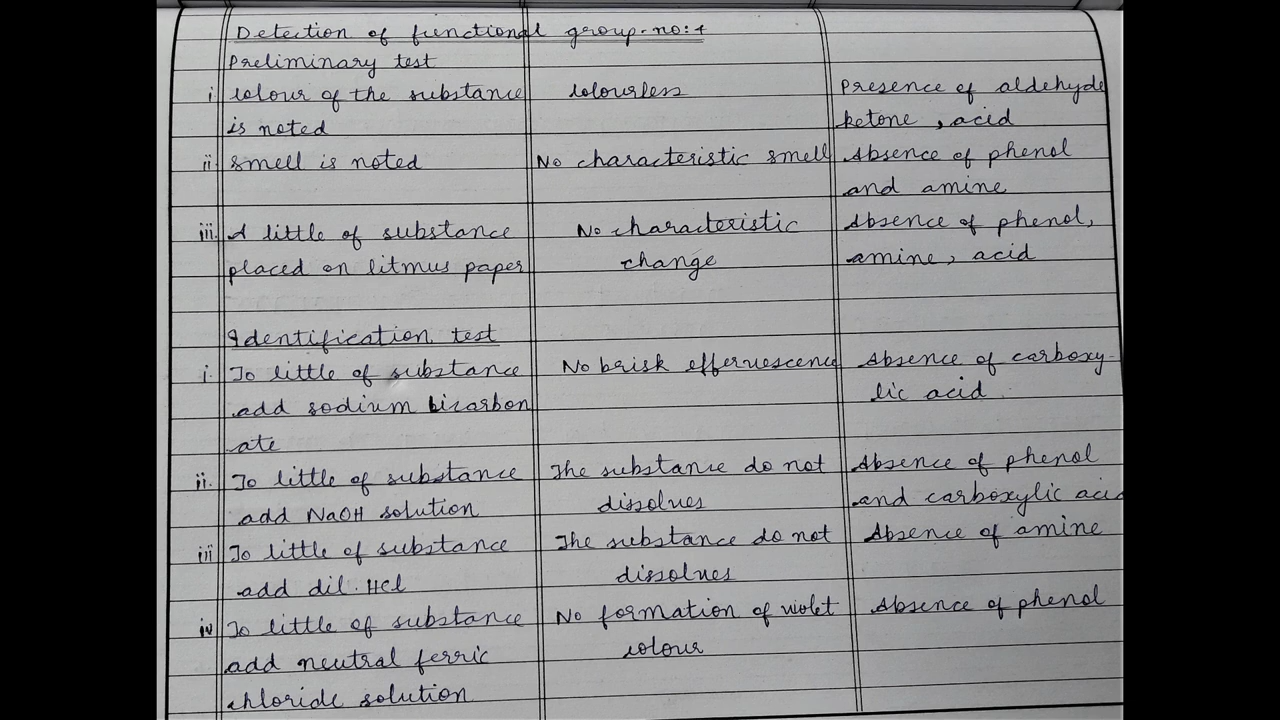 Detection of functional group.no:4
Preliminary test
i colour of the substance colourless Presence of aldehyde
is noted ketone, acid
ii smell is noted No characteristic smell Absence of phenol
and amine
iii. A little of substance No characteristic Absence of phenol,
placed on litmus paper change amine, acid
Identification test
i. To little of substance No brisk effervescence Absence of carboxy-
add sodium bicarbon lic acid.
ate
ii. To little of substance The substance do not Absence of phenol
add NaOH solution dissolves and carboxylic acid
iii To little of substance The substance do not Absence of amine
add dil. HCl dissolves
iv To little of substance No formation of violet Absence of phenol
add neutral ferric colour
chloride solution